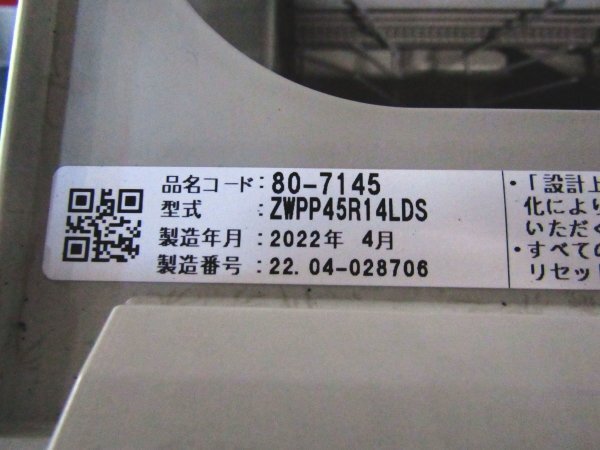 品名コード:80-7145
型式 :ZWPP45R14LDS
製造年月:2022年 4月
製造番号:22.04-028706
・「設計上
化により
いただく
・すべての
リセッ